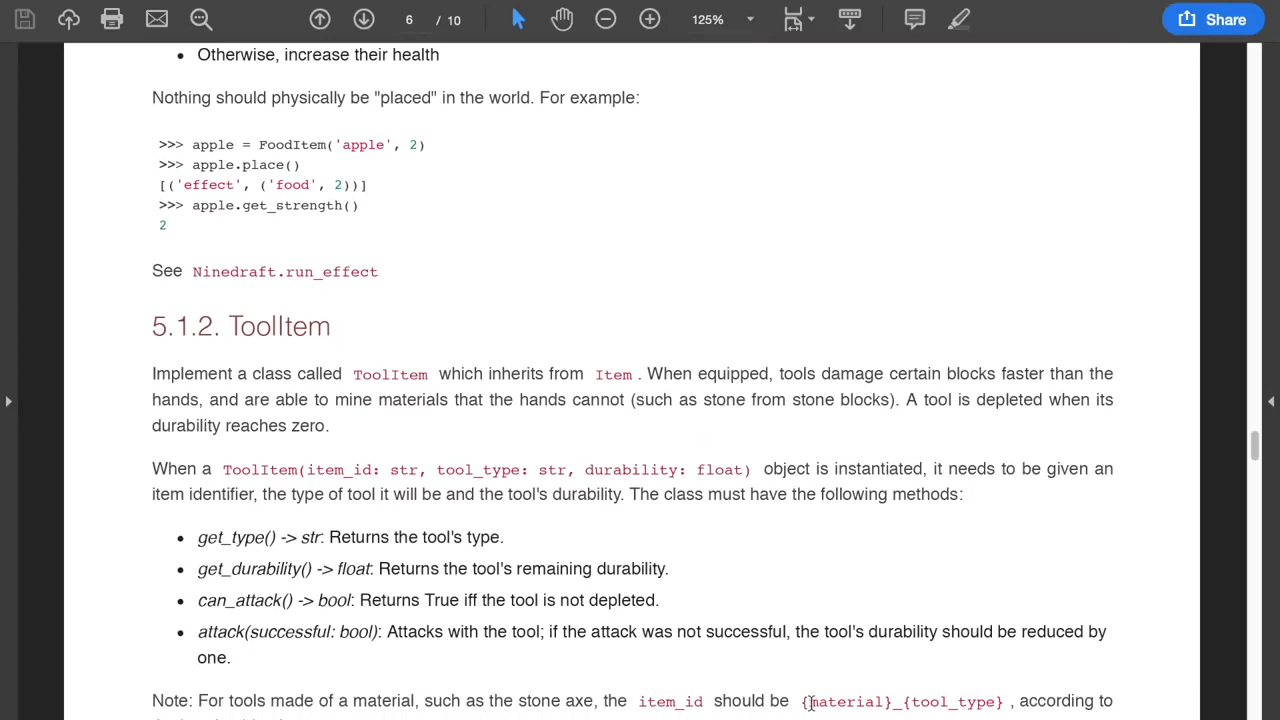 6 / 10
125%
Share
• Otherwise, increase their health
Nothing should physically be "placed" in the world. For example:
>>> apple = FoodItem('apple', 2)
>>> apple.place()
[('effect', ('food', 2))]
>>> apple.get_strength()
2
See Ninedraft.run_effect
5.1.2. ToolItem
Implement a class called ToolItem which inherits from Item . When equipped, tools damage certain blocks faster than the
hands, and are able to mine materials that the hands cannot (such as stone from stone blocks). A tool is depleted when its
durability reaches zero.
When a ToolItem(item_id: str, tool_type: str, durability: float) object is instantiated, it needs to be given an
item identifier, the type of tool it will be and the tool's durability. The class must have the following methods:
• get_type() -> str: Returns the tool's type.
• get_durability() -> float: Returns the tool's remaining durability.
• can_attack() -> bool: Returns True iff the tool is not depleted.
• attack(successful: bool): Attacks with the tool; if the attack was not successful, the tool's durability should be reduced by
one.
Note: For tools made of a material, such as the stone axe, the item_id should be {material}_{tool_type} , according to